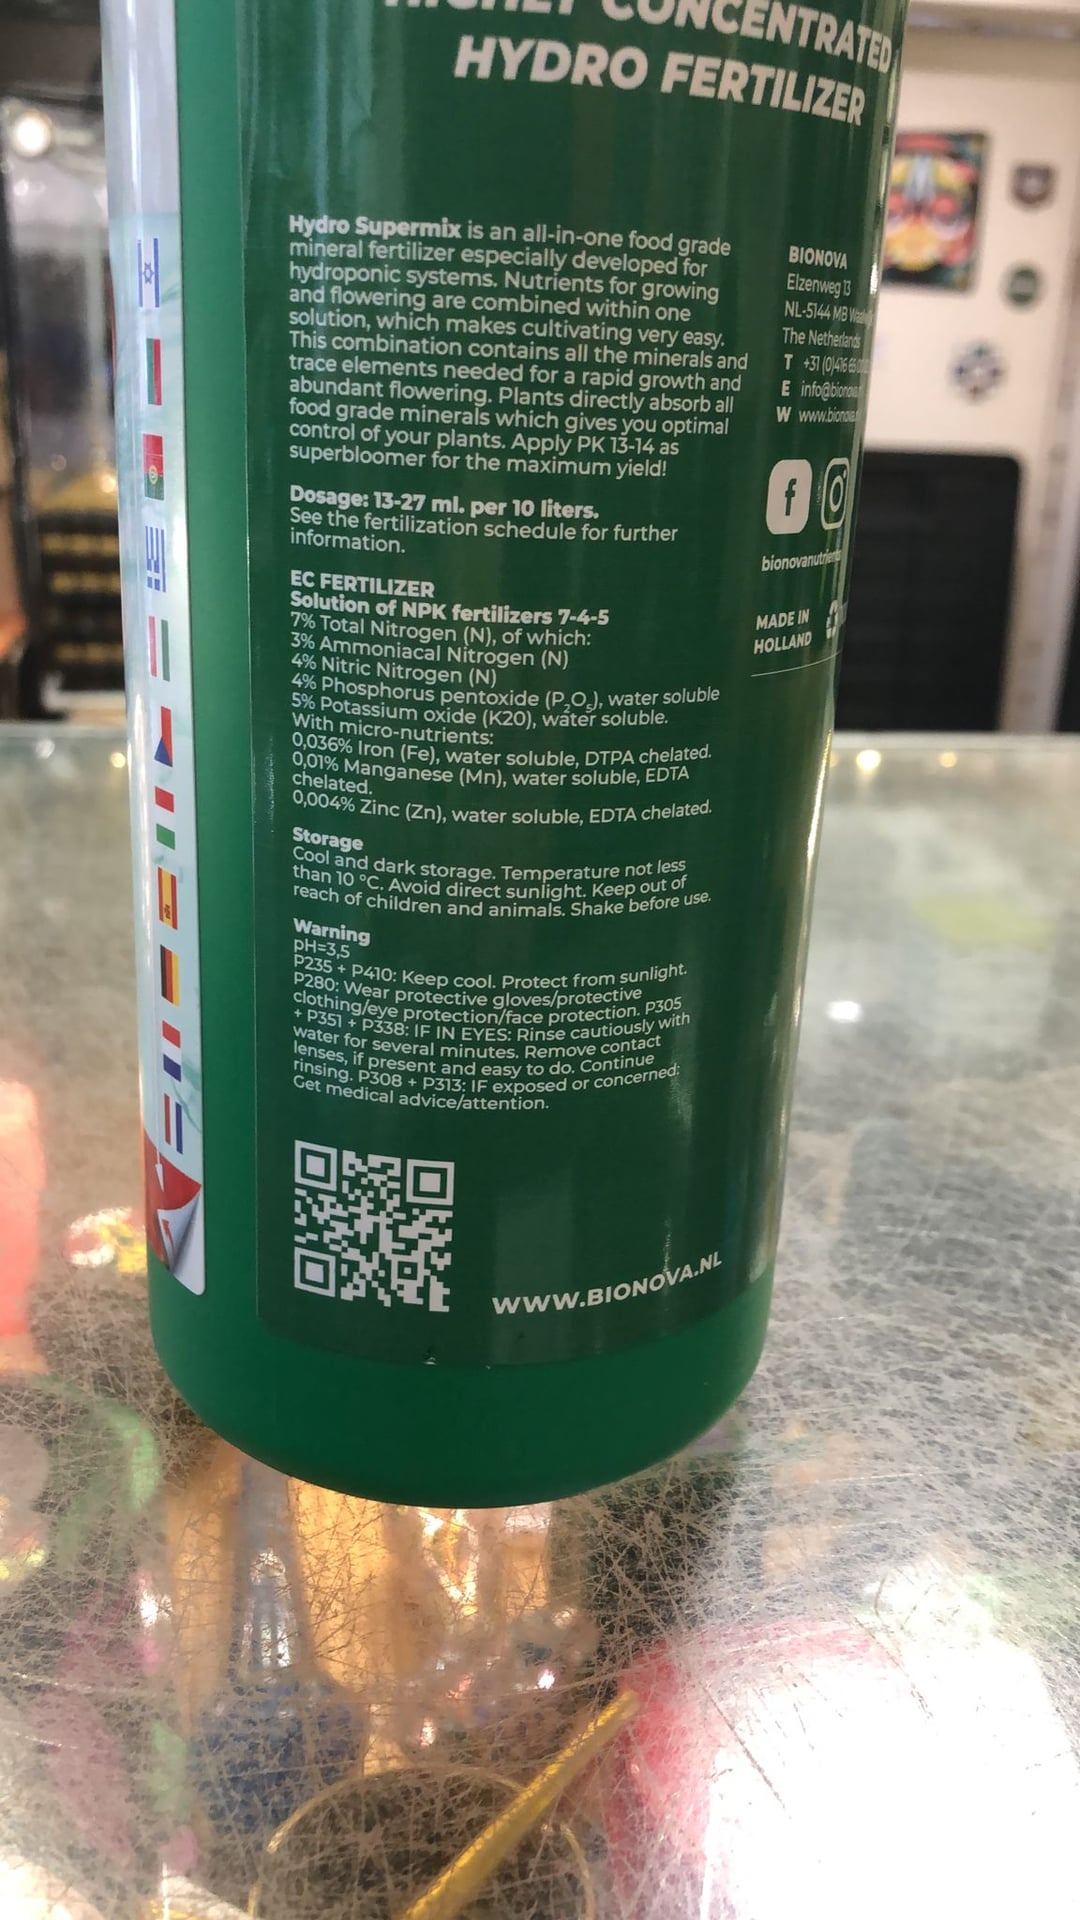 CONCENTRATED
HYDRO FERTILIZER
Hydro Supermix is an all-in-one food grade
mineral fertilizer especially developed for
hydroponic systems. Nutrients for growing
and flowering are combined within one
solution, which makes cultivating very easy.
This combination contains all the minerals and
trace elements needed for a rapid growth and
abundant flowering. Plants directly absorb all
food grade minerals which gives you optimal
control of your plants. Apply PK 13-14 as
superbloomer for the maximum yield!
Dosage: 13-27 ml. per 10 liters.
See the fertilization schedule for further
information.
EC FERTILIZER
Solution of NPK fertilizers 7-4-5
7% Total Nitrogen (N), of which:
3% Ammoniacal Nitrogen (N)
4% Nitric Nitrogen (N)
4% Phosphorus pentoxide (P₂O₅), water soluble
5% Potassium oxide (K20), water soluble.
With micro-nutrients:
0,036% Iron (Fe), water soluble, DTPA chelated.
0,01% Manganese (Mn), water soluble, EDTA
chelated.
0,004% Zinc (Zn), water soluble, EDTA chelated.
Storage
Cool and dark storage. Temperature not less
than 10 °C. Avoid direct sunlight. Keep out of
reach of children and animals. Shake before use.
Warning
pH=3,5
P235 + P410: Keep cool. Protect from sunlight.
P280: Wear protective gloves/protective
clothing/eye protection/face protection. P305
+ P351 + P338: IF IN EYES: Rinse cautiously with
water for several minutes. Remove contact
lenses, if present and easy to do. Continue
rinsing. P308 + P313: IF exposed or concerned:
Get medical advice/attention.
WWW.BIONOVA.NL
BIONOVA
Elzenweg 13
NL-5144 MB
The Netherlands
T +31 (0)416
E
W
MADE IN
HOLLAND